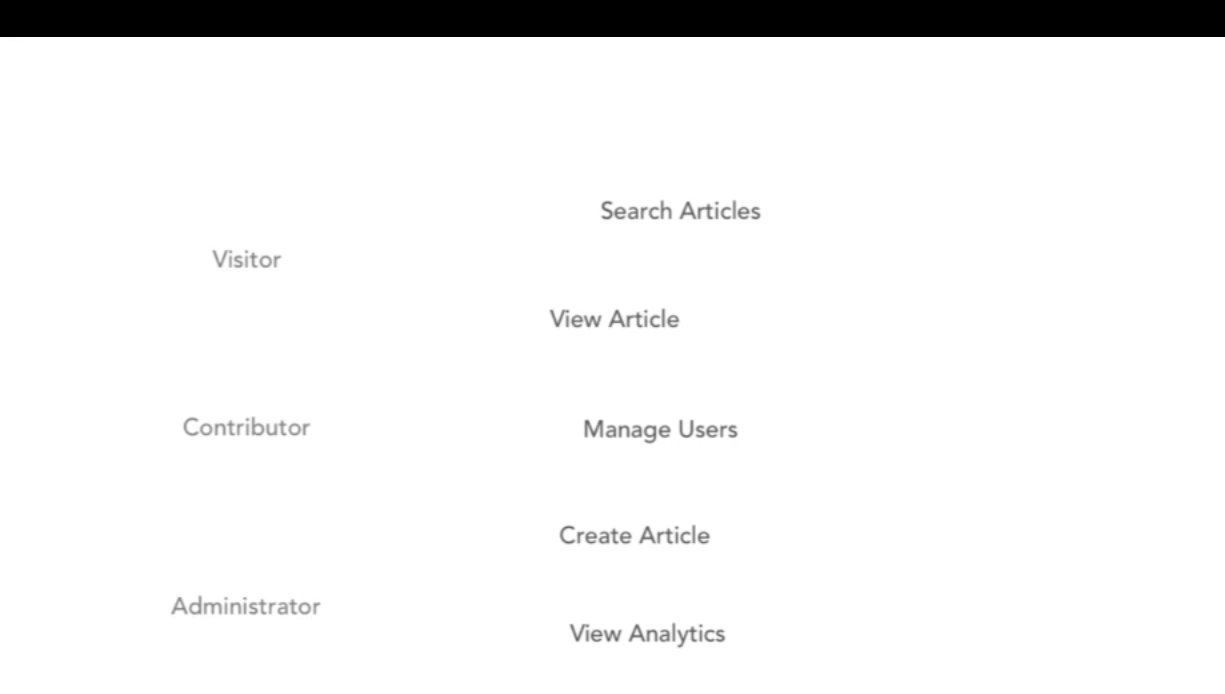 Search Articles
Visitor
View Article
Contributor
Manage Users
Create Article
Administrator
View Analytics